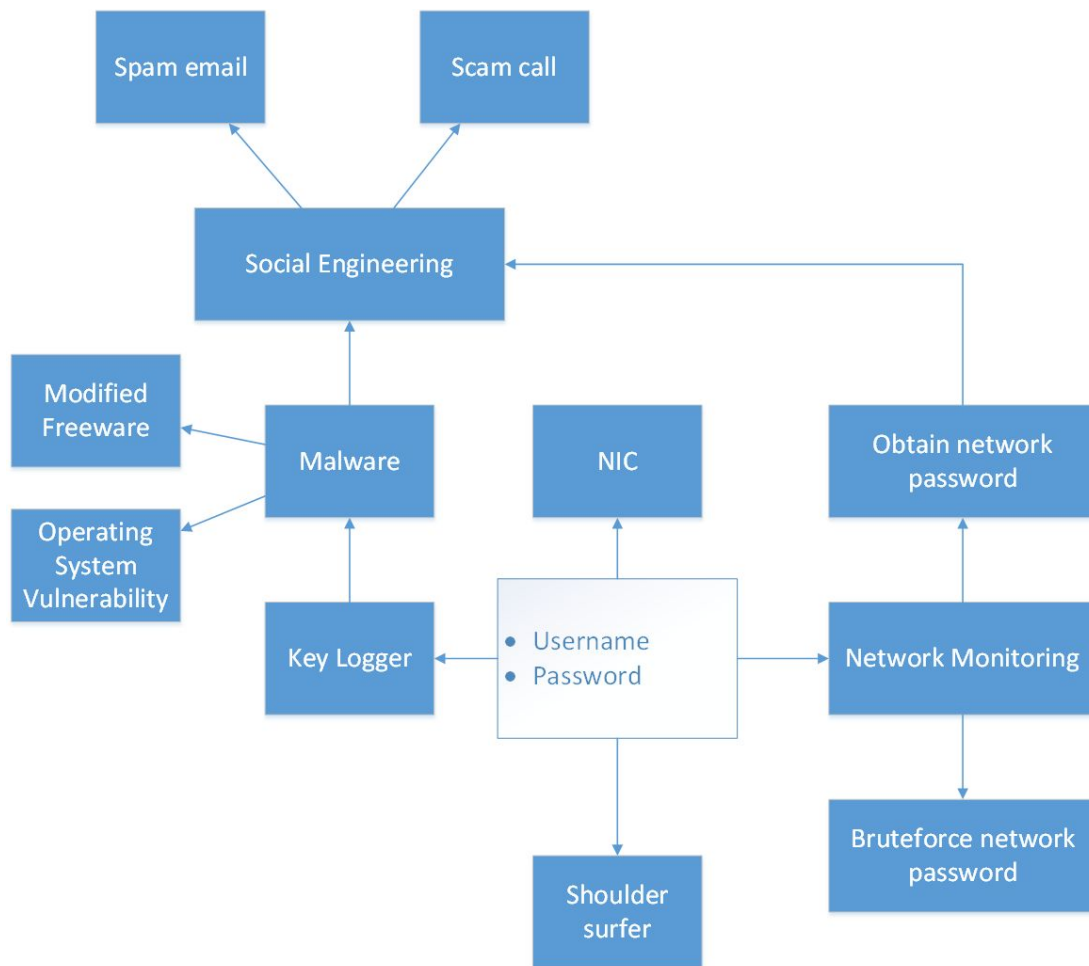 Spam email
Scam call
Social Engineering
Modified
Freeware
Malware
NIC
Obtain network
password
Operating
System
Vulnerability
Key Logger
• Username
• Password
Network Monitoring
Bruteforce network
password
Shoulder
surfer